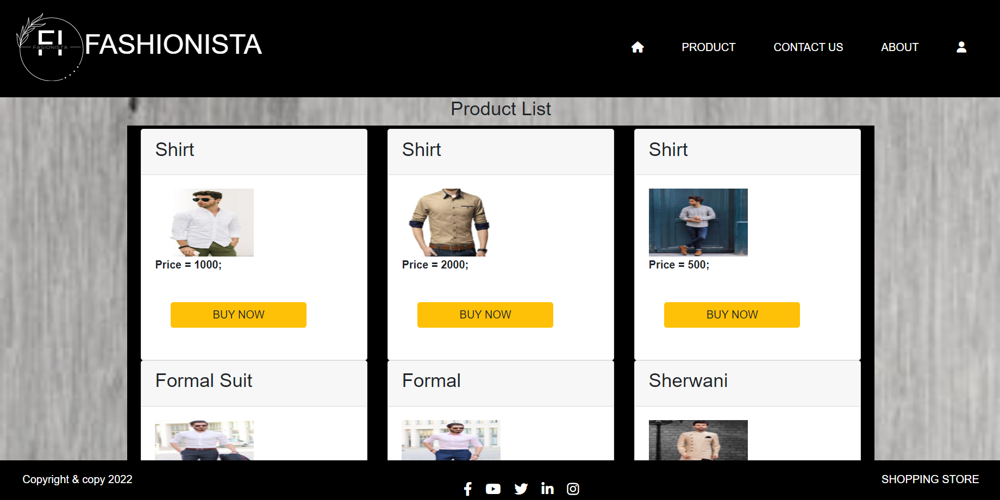 FASIONISTA
FASHIONISTA
PRODUCT
CONTACT US
ABOUT
Product List
Shirt
Shirt
Shirt
Price = 1000;
Price = 2000;
Price = 500;
BUY NOW
BUY NOW
BUY NOW
Formal Suit
Formal
Sherwani
Copyright & copy 2022
SHOPPING STORE